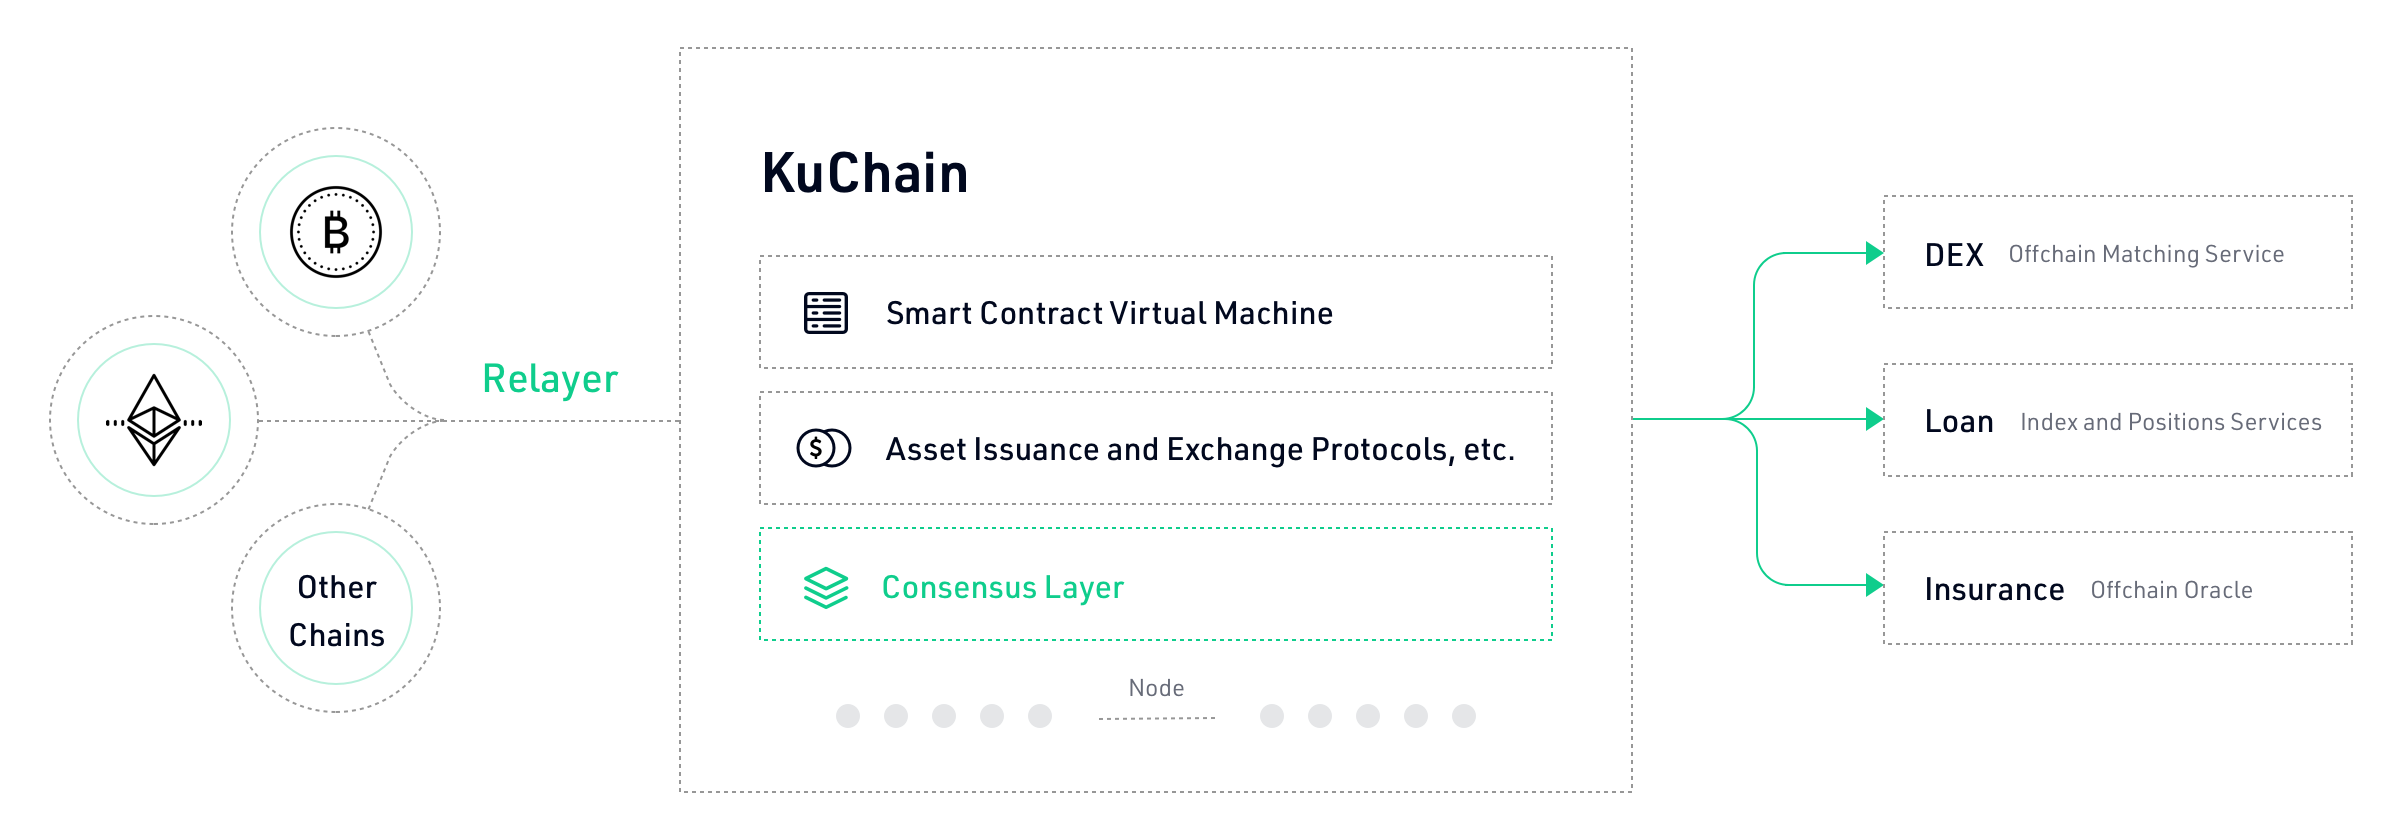 Other
Chains
Relayer
KuChain
Smart Contract Virtual Machine
Asset Issuance and Exchange Protocols, etc.
Consensus Layer
Node
DEX Offchain Matching Service
Loan Index and Positions Services
Insurance Offchain Oracle